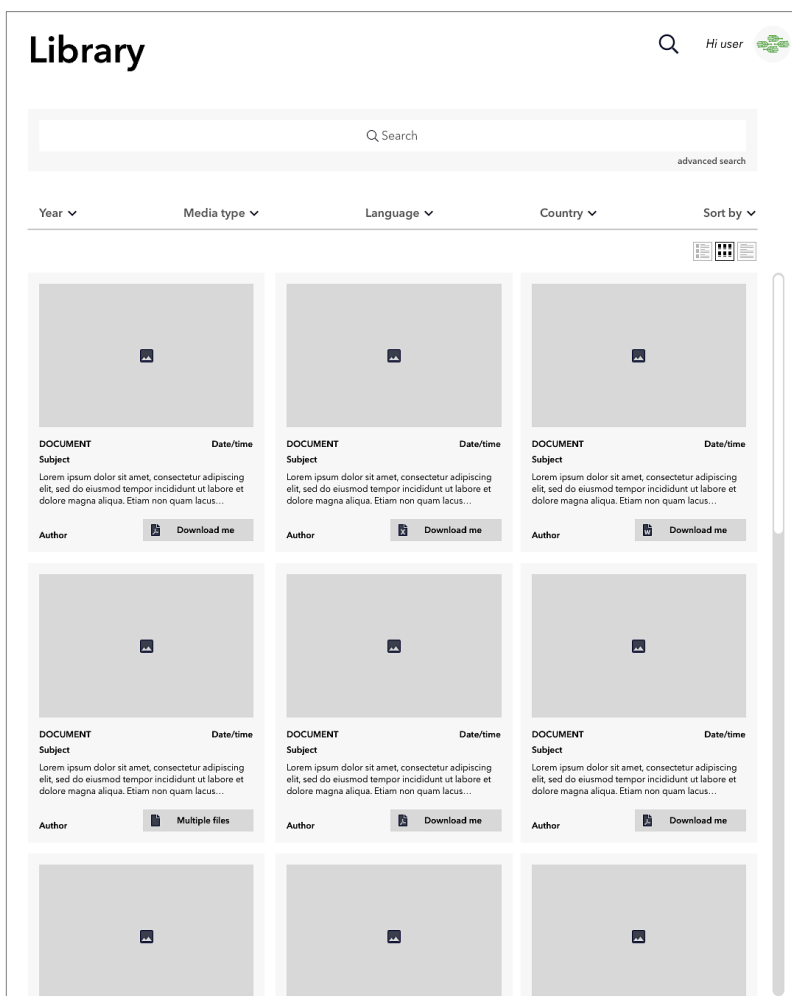 Library
Hi user
Search
advanced search
Year
Media type
Language
Country
Sort by
DOCUMENT Date/time
Subject
Lorem ipsum dolor sit amet, consectetur adipiscing
elit, sed do eiusmod tempor incididunt ut labore et
dolore magna aliqua. Etiam non quam lacus...
Author
Download me
DOCUMENT Date/time
Subject
Lorem ipsum dolor sit amet, consectetur adipiscing
elit, sed do eiusmod tempor incididunt ut labore et
dolore magna aliqua. Etiam non quam lacus...
Author
X Download me
DOCUMENT Date/time
Subject
Lorem ipsum dolor sit amet, consectetur adipiscing
elit, sed do eiusmod tempor incididunt ut labore et
dolore magna aliqua. Etiam non quam lacus...
Author
W Download me
DOCUMENT Date/time
Subject
Lorem ipsum dolor sit amet, consectetur adipiscing
elit, sed do eiusmod tempor incididunt ut labore et
dolore magna aliqua. Etiam non quam lacus...
Author
Multiple files
DOCUMENT Date/time
Subject
Lorem ipsum dolor sit amet, consectetur adipiscing
elit, sed do eiusmod tempor incididunt ut labore et
dolore magna aliqua. Etiam non quam lacus...
Author
Download me
DOCUMENT Date/time
Subject
Lorem ipsum dolor sit amet, consectetur adipiscing
elit, sed do eiusmod tempor incididunt ut labore et
dolore magna aliqua. Etiam non quam lacus...
Author
Download me